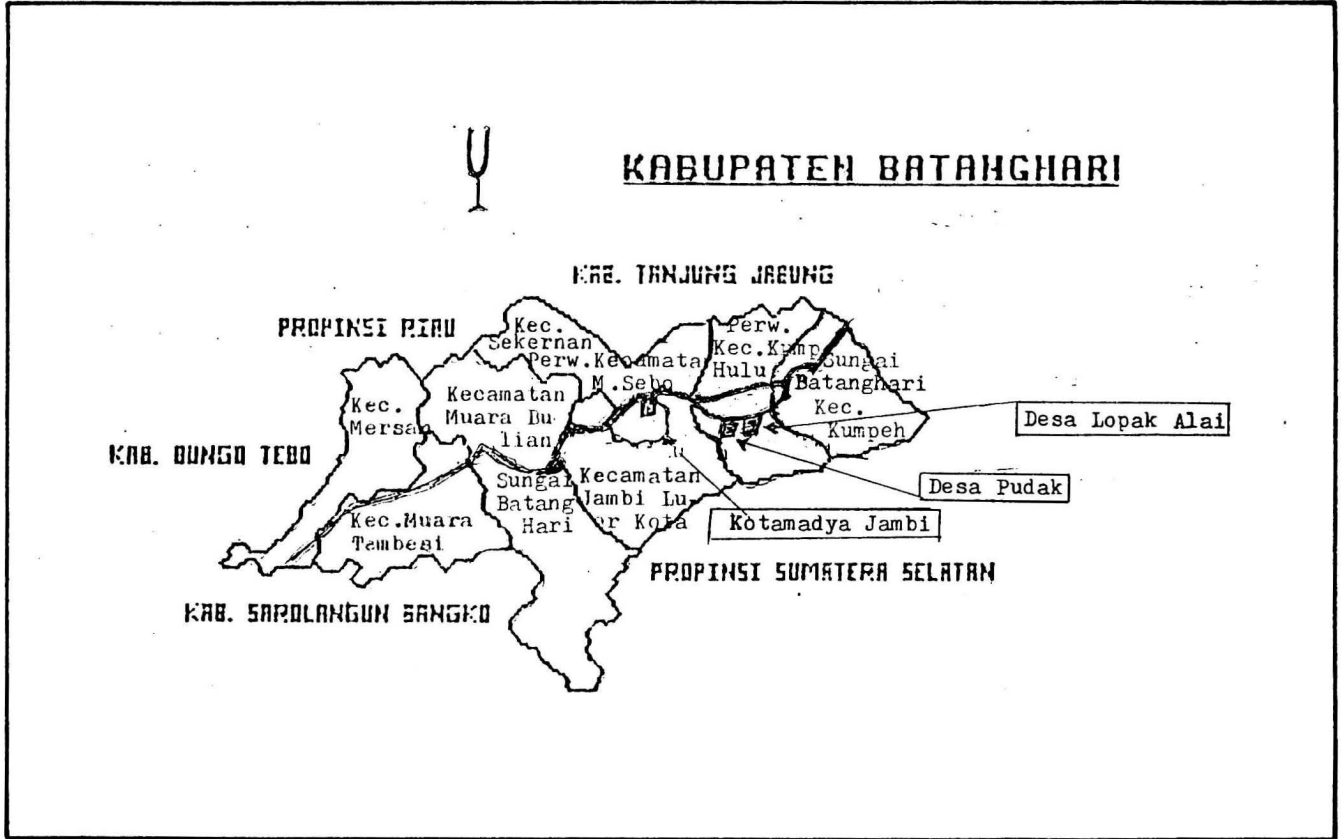 KABUPATEN BATANGHARI
KAB. TANJUNG JABUNG
PROPINSI RIAU
Kec.
Sekernan
Perw.Kecamata
M.Sebo
Perw.
Kec.Kump
Hulu
Sungai
Batanghari
Kec.
Kumpeh
Kecamatan
Muara Bu-
lian
Kec.
Mersam
KAB. BUNGO TEBO
Desa Lopak Alai
Desa Pudak
Kotamadya Jambi
Sungai
Batang
Hari
Kecamatan
Jambi Lu-
ar Kota
Kec.Muara
Tembesi
PROPINSI SUMATERA SELATAN
KAB. SAROLANGUN BANGKO